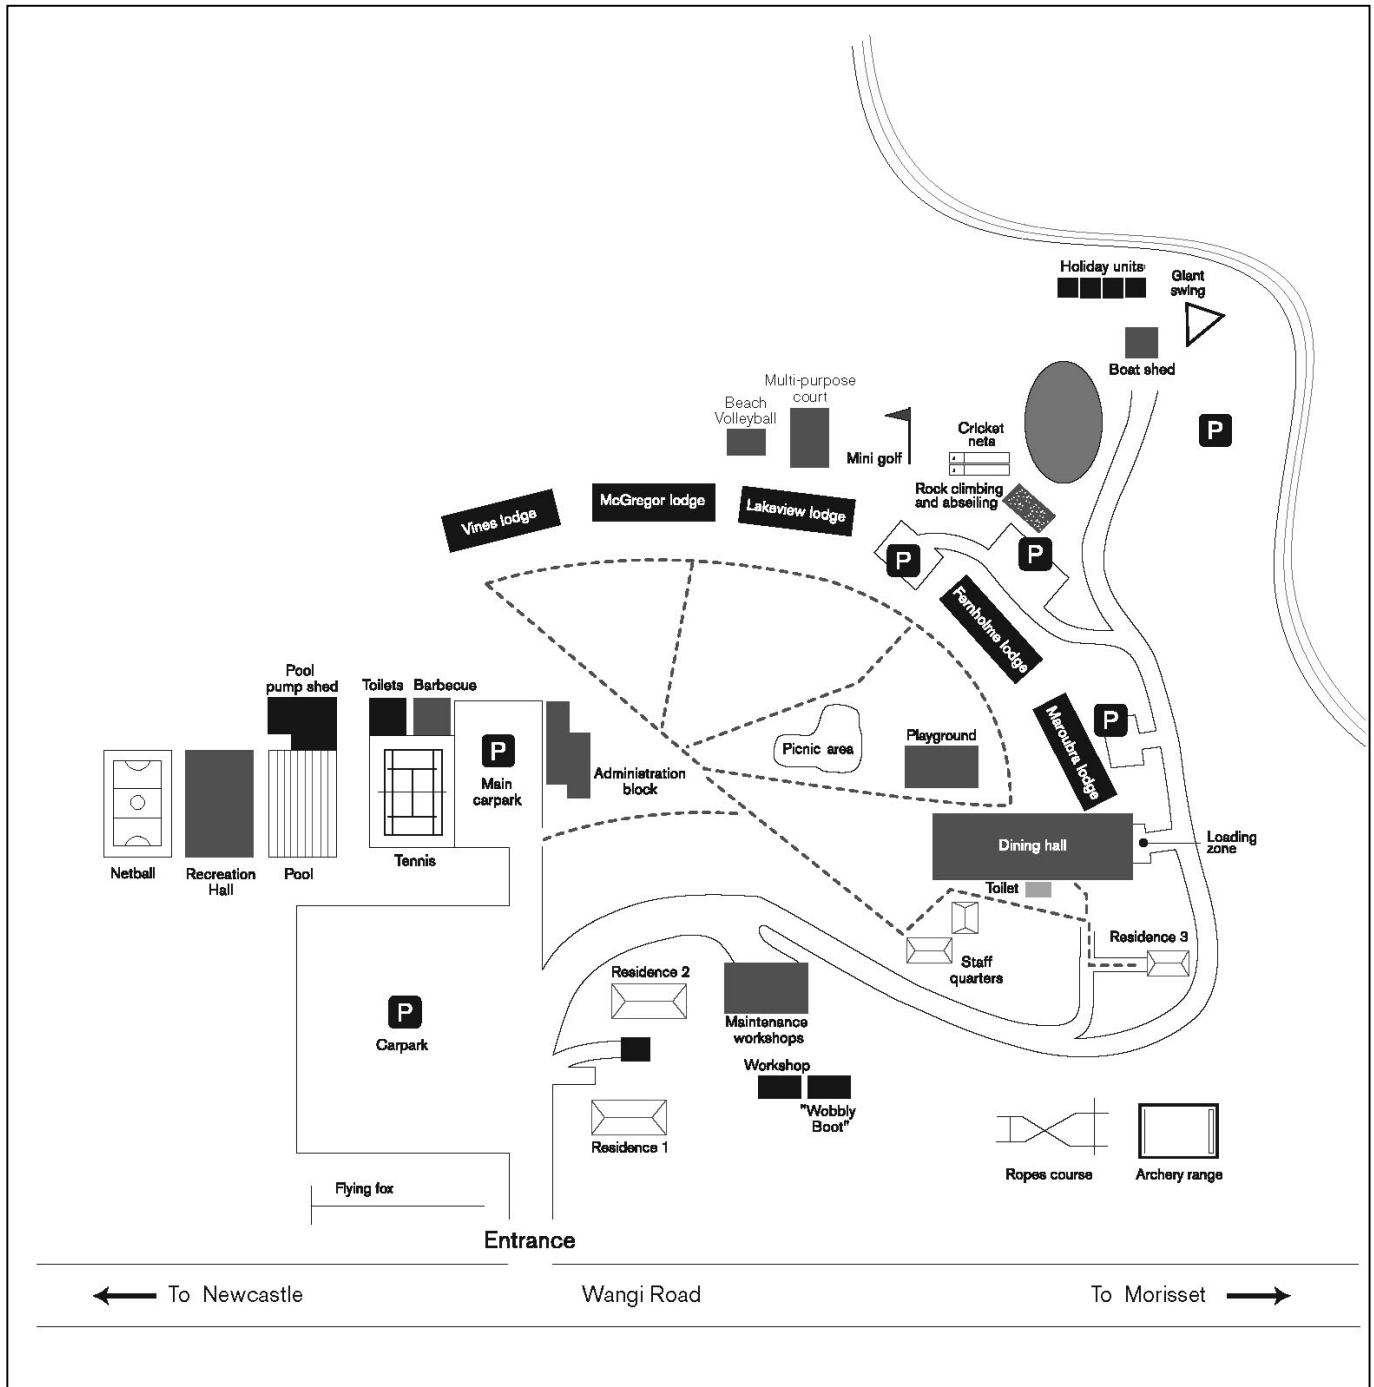 Holiday units
Giant
swing
Boat shed
P
Multi-purpose
court
Beach
Volleyball
Mini golf
Cricket
nets
Rock climbing
and abseiling
Vines lodge
McGregor lodge
Lakeview lodge
P
P
Fernholme lodge
Maroubra lodge
P
Pool
pump shed
Toilets
Barbecue
P
Main
carpark
Administration
block
Picnic area
Playground
Netball
Recreation
Hall
Pool
Tennis
Dining hall
Loading
zone
Toilet
Residence 3
Staff
quarters
Residence 2
Maintenance
workshops
P
Carpark
Workshop
"Wobbly
Boot"
Residence 1
Ropes course
Archery range
Flying fox
Entrance
To Newcastle
Wangi Road
To Morisset